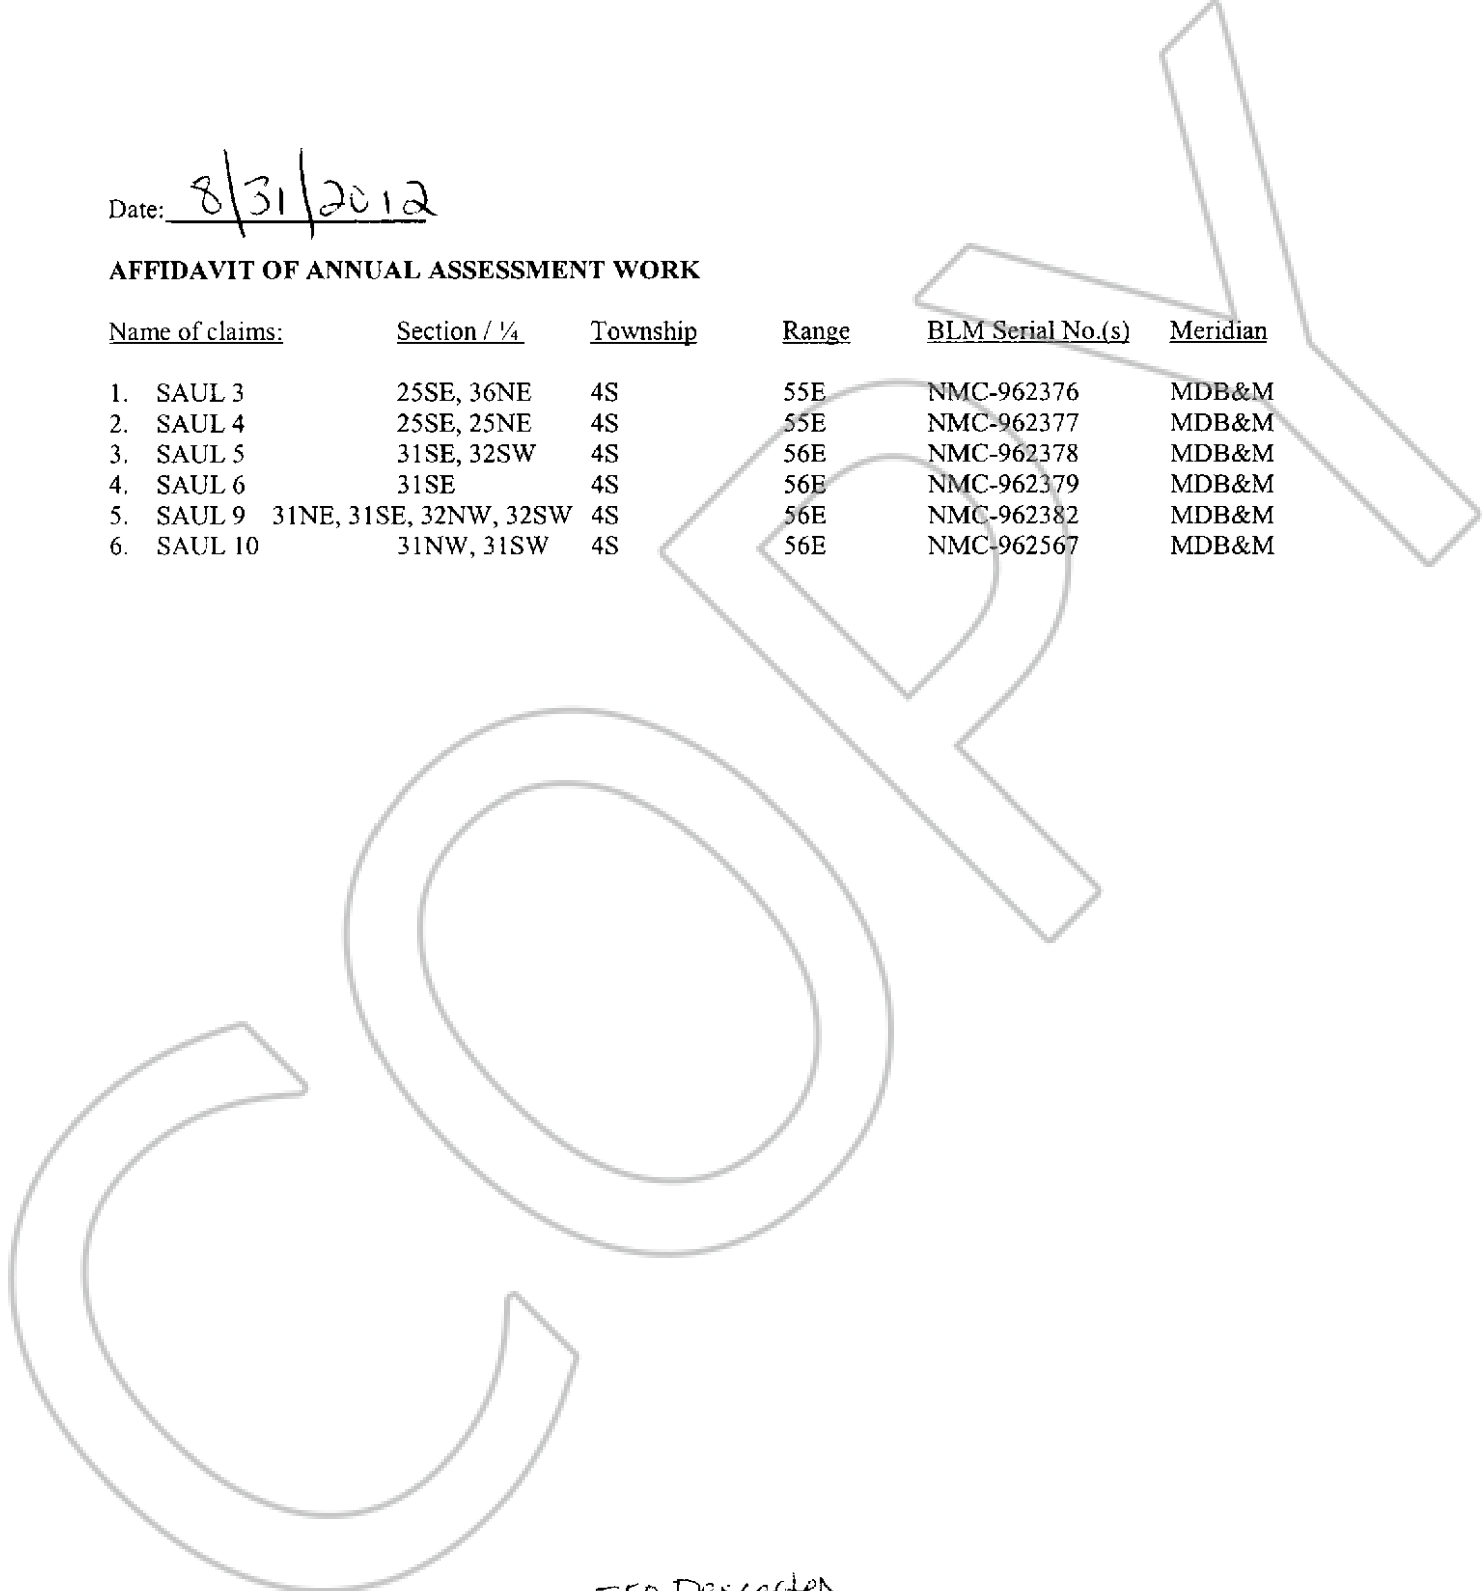 Date: 8/31/2012
AFFIDAVIT OF ANNUAL ASSESSMENT WORK
Name of claims: Section / ¼ Township Range BLM Serial No.(s) Meridian
1. SAUL 3 25SE, 36NE 4S 55E NMC-962376 MDB&M
2. SAUL 4 25SE, 25NE 4S 55E NMC-962377 MDB&M
3. SAUL 5 31SE, 32SW 4S 56E NMC-962378 MDB&M
4. SAUL 6 31SE 4S 56E NMC-962379 MDB&M
5. SAUL 9 31NE, 31SE, 32NW, 32SW 4S 56E NMC-962382 MDB&M
6. SAUL 10 31NW, 31SW 4S 56E NMC-962567 MDB&M
COPY